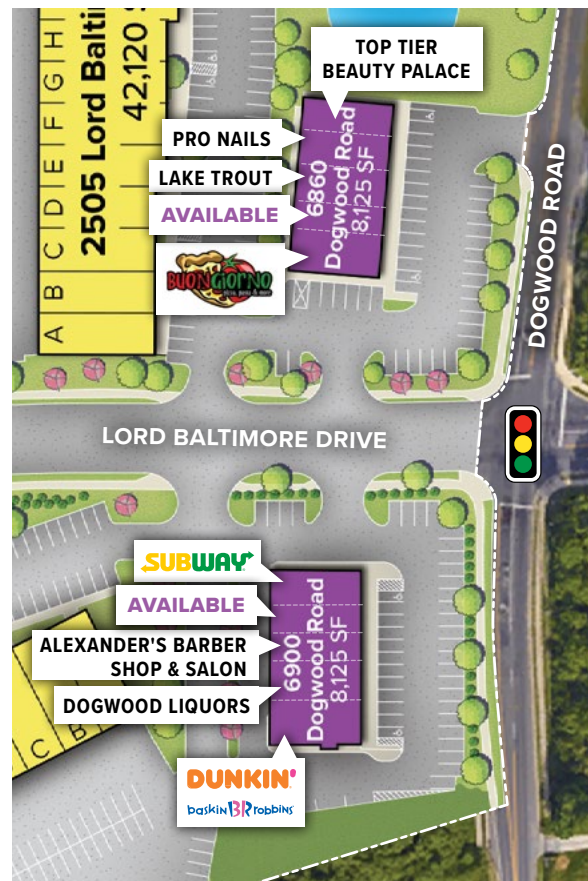 TOP TIER
BEAUTY PALACE
PRO NAILS
LAKE TROUT
AVAILABLE
BUONGIORNO
6860
Dogwood Road
8,125 SF
A B C D E F G H
2505 Lord Balti
42,120
DOGWOOD ROAD
LORD BALTIMORE DRIVE
SUBWAY
AVAILABLE
ALEXANDER'S BARBER
SHOP & SALON
DOGWOOD LIQUORS
6900
Dogwood Road
8,125 SF
C
B
DUNKIN'
baskin BR robbins